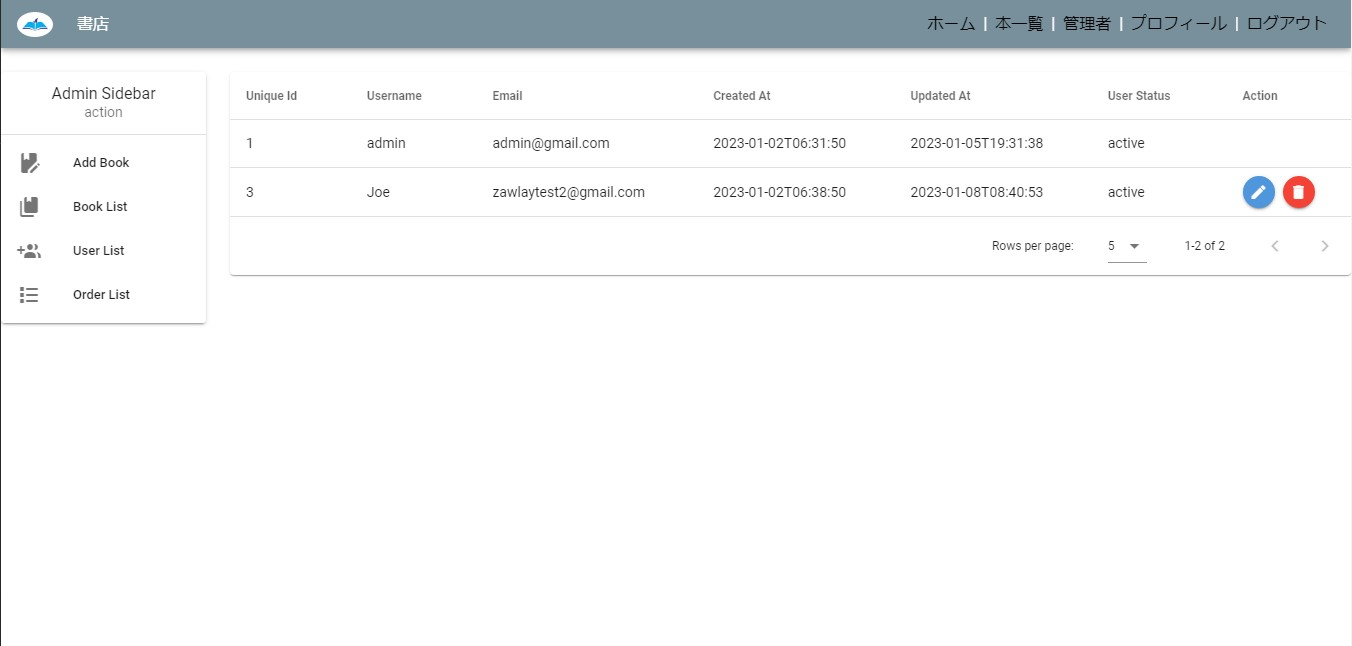 書店 ホーム | 本一覧 | 管理者 | プロフィール | ログアウト
Admin Sidebar
action
Add Book
Book List
User List
Order List
Unique Id Username Email Created At Updated At User Status Action
1 admin admin@gmail.com 2023-01-02T06:31:50 2023-01-05T19:31:38 active
3 Joe zawlaytest2@gmail.com 2023-01-02T06:38:50 2023-01-08T08:40:53 active
Rows per page: 5 1-2 of 2